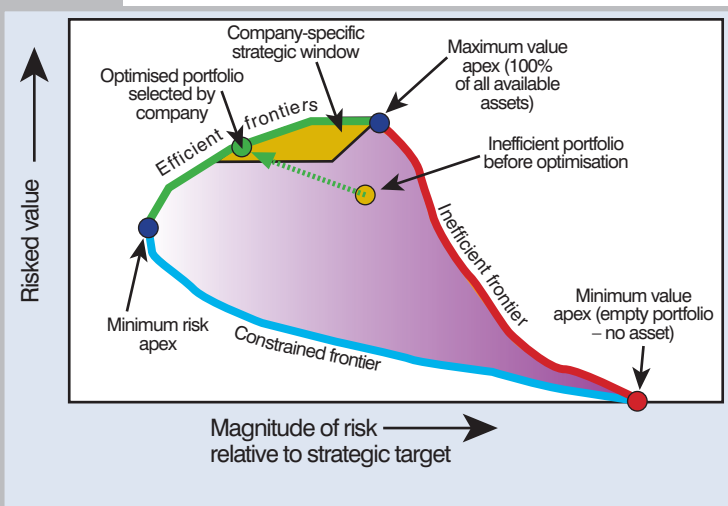 Company-specific
strategic window
Maximum value
apex (100%
of all available
assets)
Optimised portfolio
selected by
company
Efficient frontiers
Inefficient portfolio
before optimisation
Risked value
Inefficient frontier
Minimum value
apex (empty portfolio
– no asset)
Minimum risk
apex
Constrained frontier
Magnitude of risk
relative to strategic target